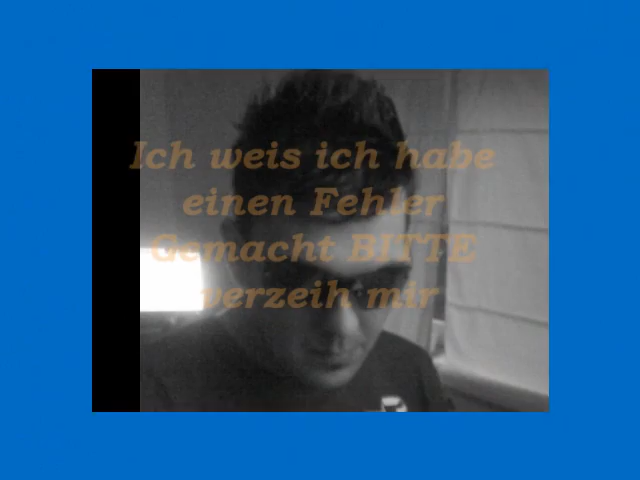 Ich weis ich habe
einen Fehler
Gemacht BITTE
verzeih mir